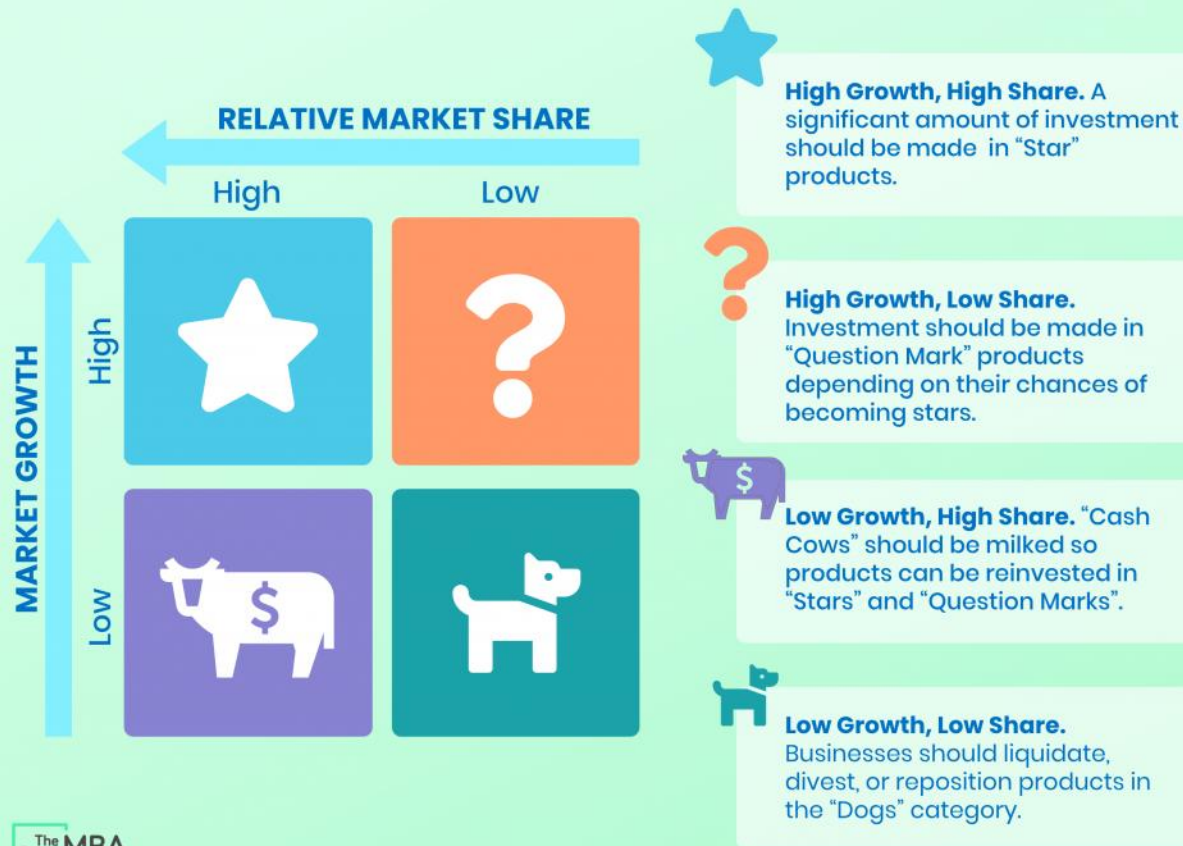 RELATIVE MARKET SHARE
High
Low
MARKET GROWTH
High
Low
$
High Growth, High Share. A
significant amount of investment
should be made in “Star”
products.
?
High Growth, Low Share.
Investment should be made in
“Question Mark” products
depending on their chances of
becoming stars.
$
Low Growth, High Share. “Cash
Cows” should be milked so
products can be reinvested in
“Stars” and “Question Marks”.
Low Growth, Low Share.
Businesses should liquidate,
divest, or reposition products in
the “Dogs” category.
?
The MBA